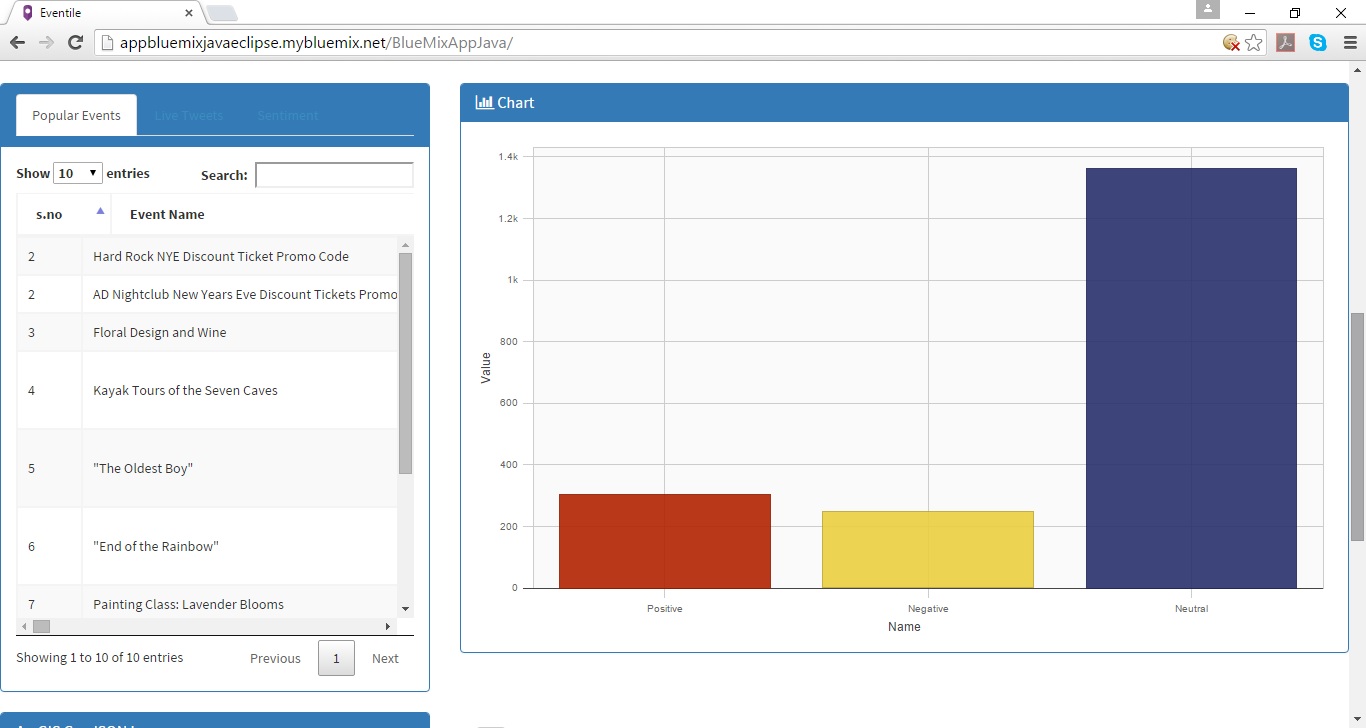 Eventile
appbluemixjavaeclipse.mybluemix.net/BlueMixAppJava/
Popular Events Live Tweets Sentiment
Show 10 entries Search:
s.no Event Name
2 Hard Rock NYE Discount Ticket Promo Code
2 AD Nightclub New Years Eve Discount Tickets Promo
3 Floral Design and Wine
4 Kayak Tours of the Seven Caves
5 "The Oldest Boy"
6 "End of the Rainbow"
7 Painting Class: Lavender Blooms
Showing 1 to 10 of 10 entries Previous 1 Next
Chart
1.4k
1.2k
1k
800
600
400
200
0
Value
Positive Negative Neutral
Name